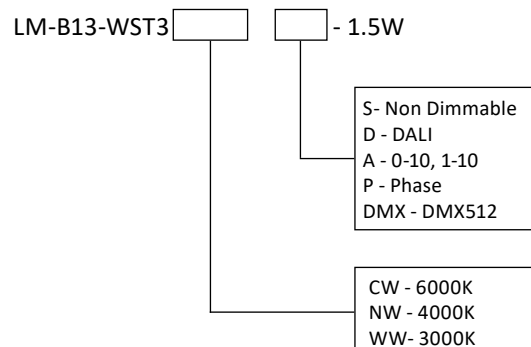 LM-B13-WST3 - 1.5W
S- Non Dimmable
D - DALI
A - 0-10, 1-10
P - Phase
DMX - DMX512
CW - 6000K
NW - 4000K
WW- 3000K